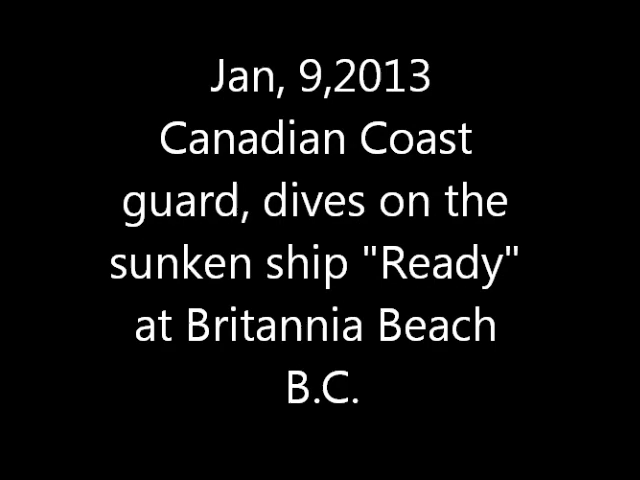 Jan, 9,2013
Canadian Coast
guard, dives on the
sunken ship "Ready"
at Britannia Beach
B.C.